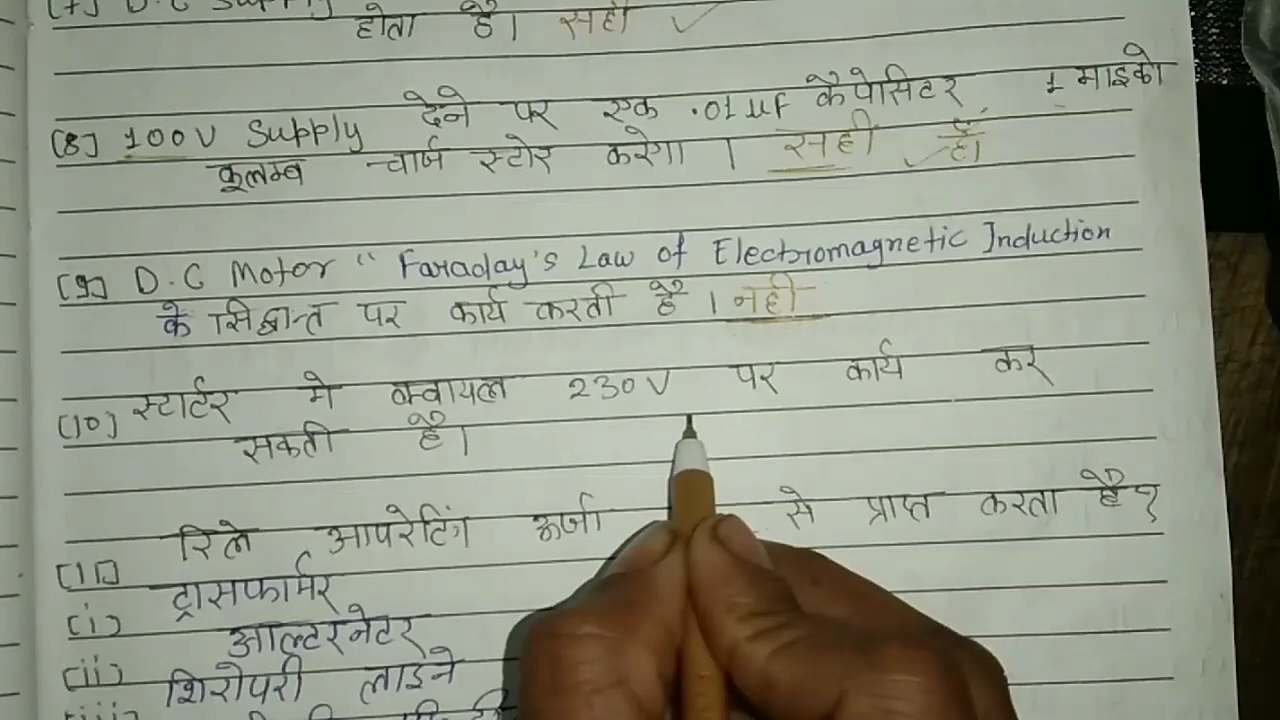 (7) D.C Supply
होता है। सही ✓
(8) 100V Supply देने पर एक .01 µF कैपेसिटर, 1 माइको
कूलम्ब चार्ज स्टोर करेगा। सही ✓ हाँ
(9) D.C Motor " Faraday's Law of Electromagnetic Induction
के सिद्धान्त पर कार्य करती है। नही
(10) स्टार्टर मे क्वायल 230V पर कार्य कर
सकती है।
(11) रिले आपरेटिंग ऊर्जा से प्राप्त करता है?
(i) ट्रासफार्मर
(ii) आल्टरनेटर
(iii) शिरोपरी लाइने